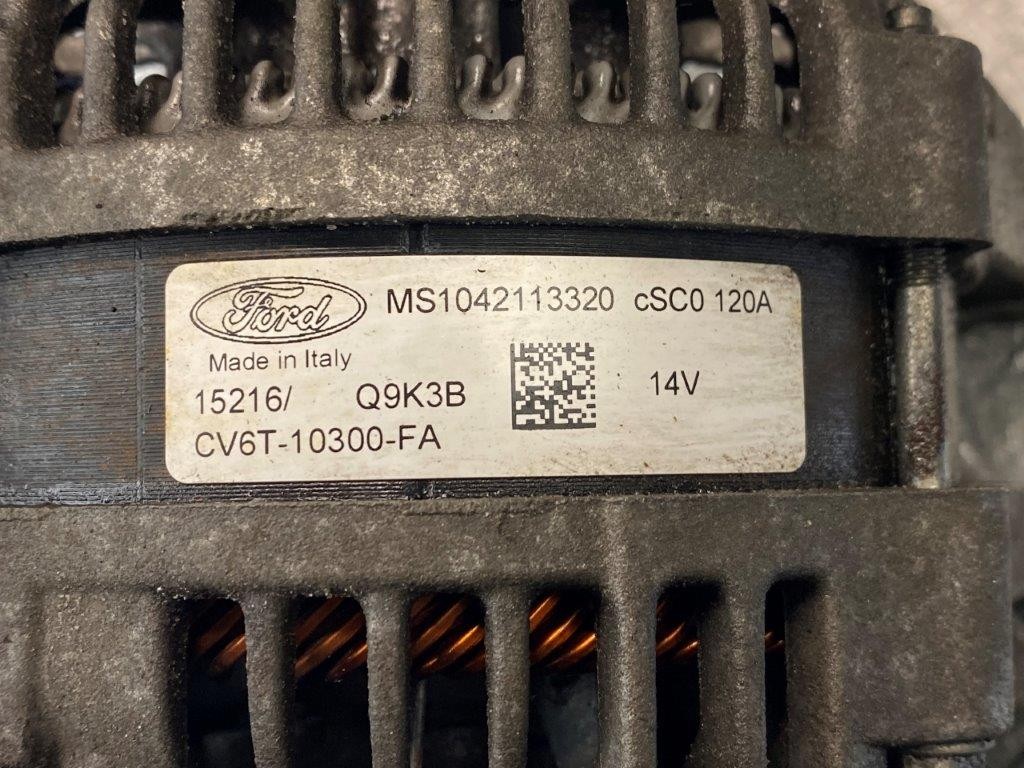 Ford MS1042113320 cSC0 120A
Made in Italy
15216/ Q9K3B 14V
CV6T-10300-FA